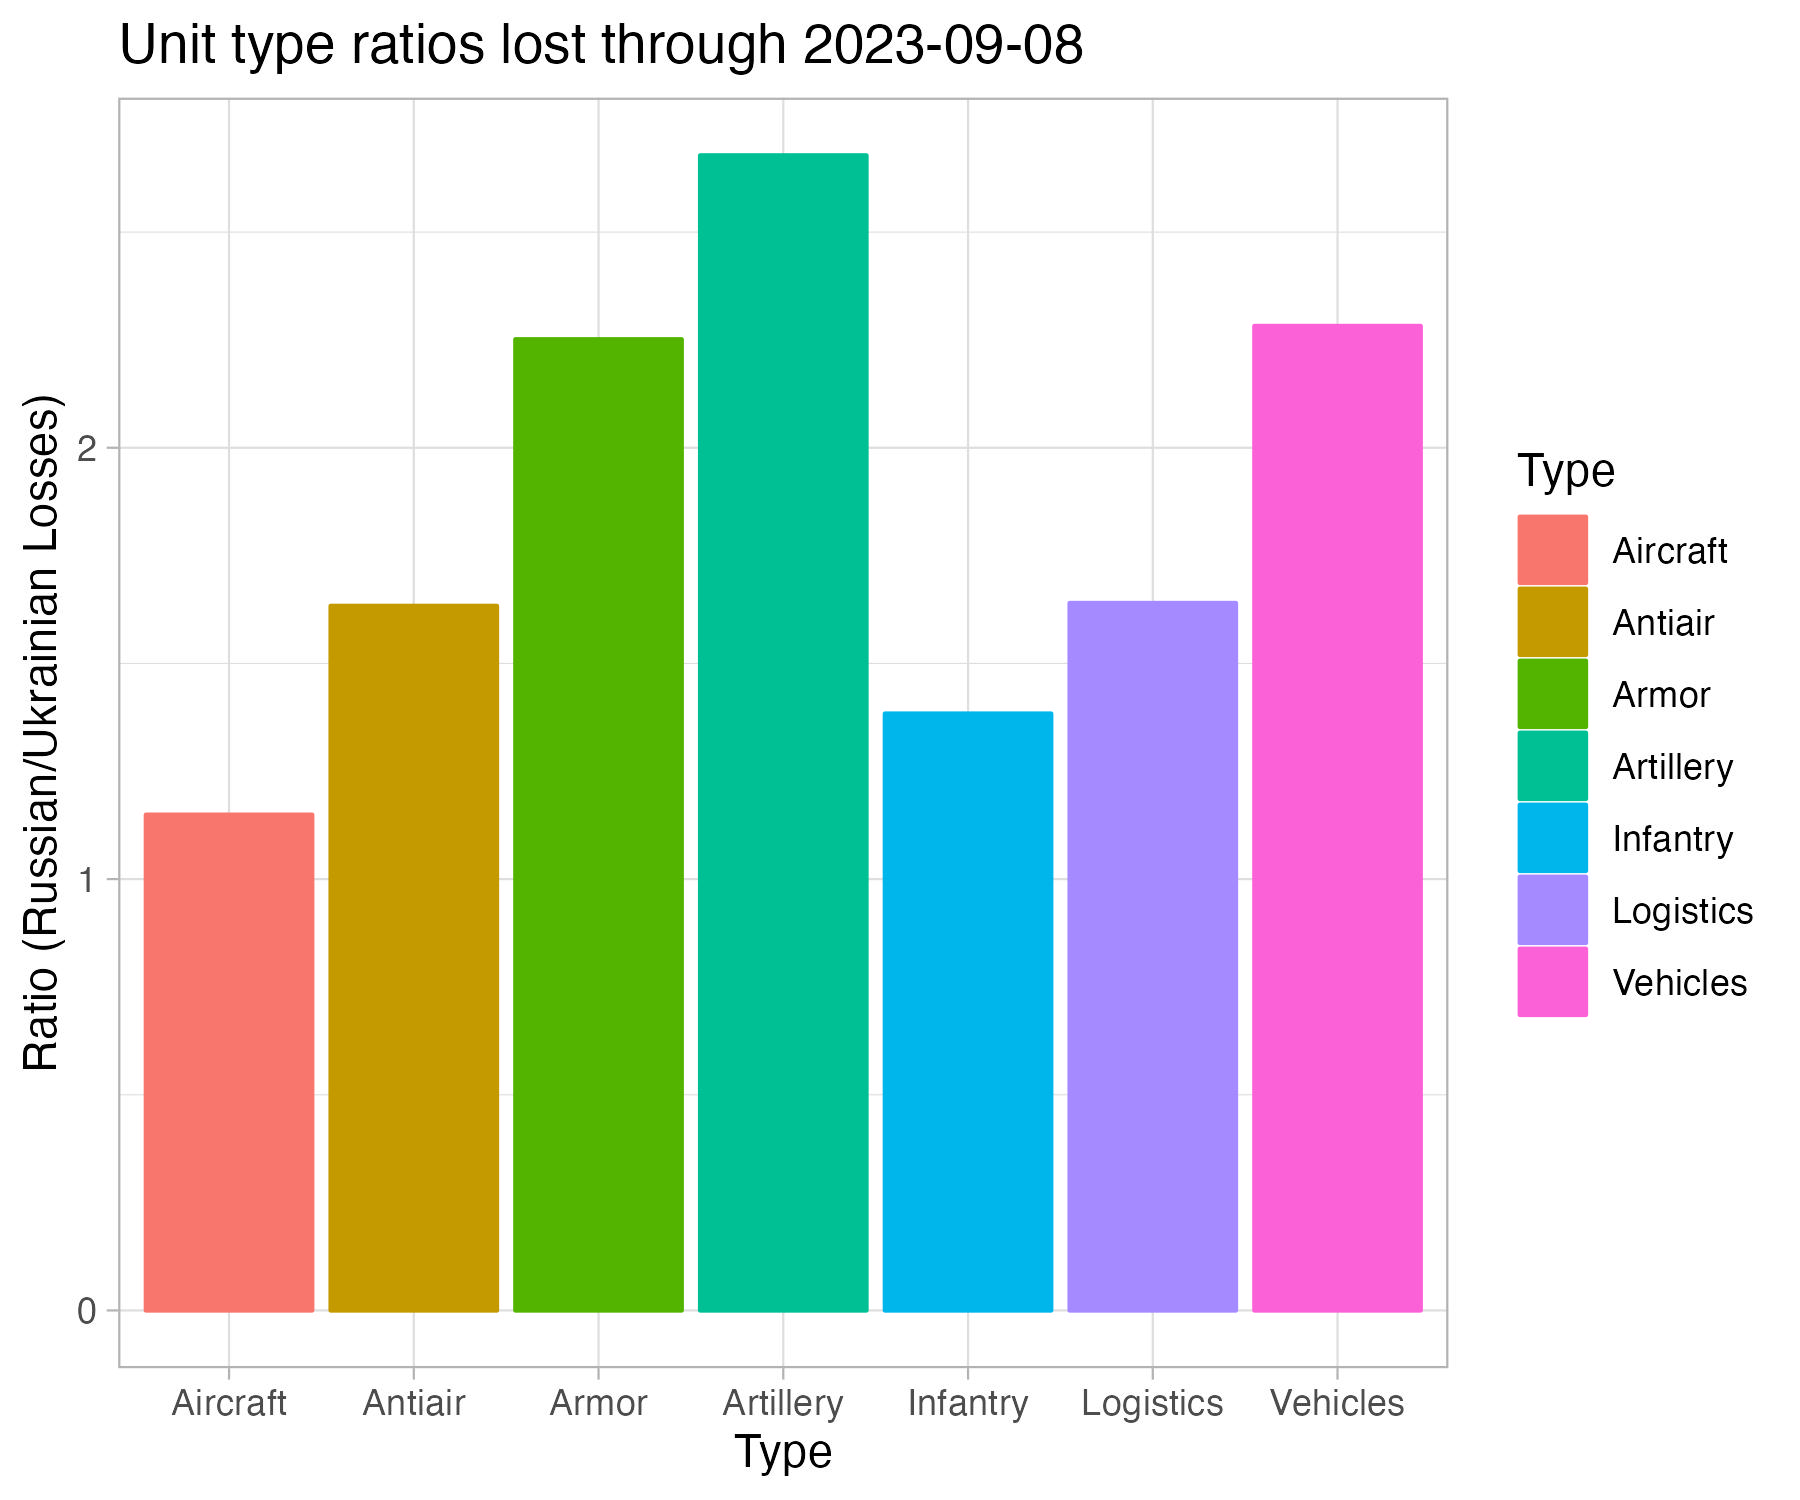 Unit type ratios lost through 2023-09-08
Ratio (Russian/Ukrainian Losses)
2
1
0
Aircraft
Antiair
Armor
Artillery
Infantry
Logistics
Vehicles
Type
Type
Aircraft
Antiair
Armor
Artillery
Infantry
Logistics
Vehicles